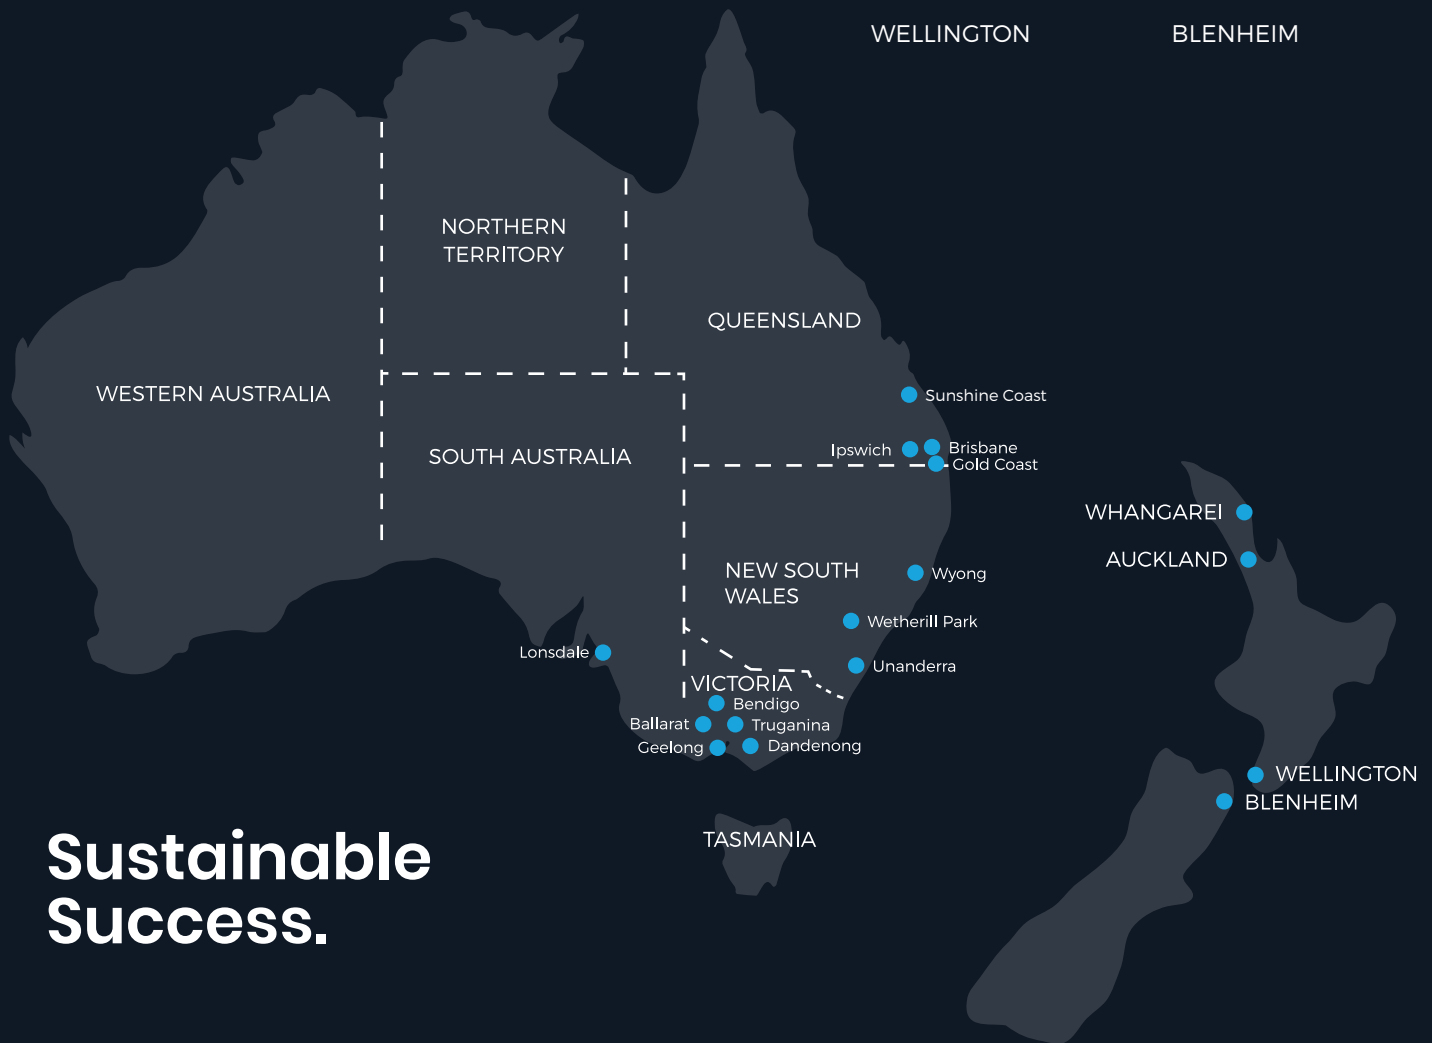 WELLINGTON
BLENHEIM
NORTHERN
TERRITORY
QUEENSLAND
WESTERN AUSTRALIA
Sunshine Coast
SOUTH AUSTRALIA
Ipswich
Brisbane
Gold Coast
WHANGAREI
AUCKLAND
NEW SOUTH
WALES
Wyong
Wetherill Park
Lonsdale
Unanderra
VICTORIA
Bendigo
Ballarat
Truganina
Geelong
Dandenong
WELLINGTON
BLENHEIM
TASMANIA
Sustainable
Success.